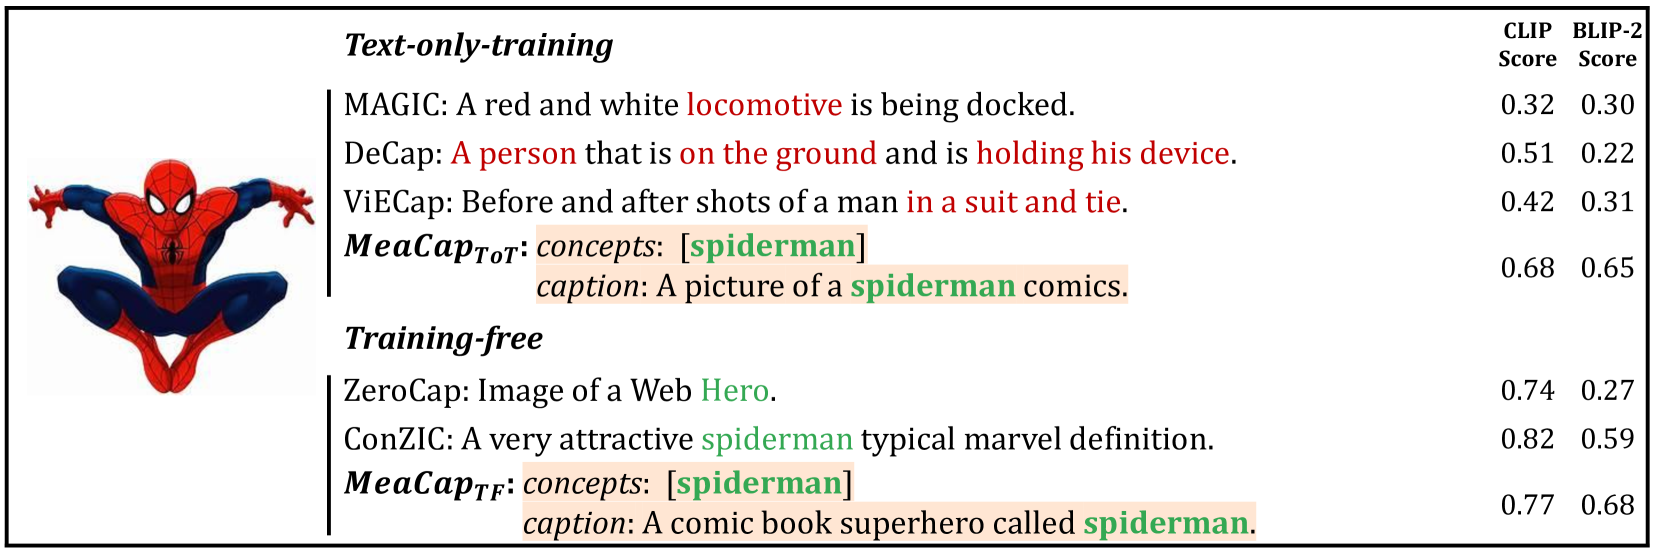 Text-only-training
CLIP Score
BLIP-2 Score
MAGIC: A red and white locomotive is being docked. 0.32 0.30
DeCap: A person that is on the ground and is holding his device. 0.51 0.22
ViECap: Before and after shots of a man in a suit and tie. 0.42 0.31
MeaCapToT: concepts: [spiderman]
caption: A picture of a spiderman comics. 0.68 0.65
Training-free
ZeroCap: Image of a Web Hero. 0.74 0.27
ConZIC: A very attractive spiderman typical marvel definition. 0.82 0.59
MeaCapTF: concepts: [spiderman]
caption: A comic book superhero called spiderman. 0.77 0.68